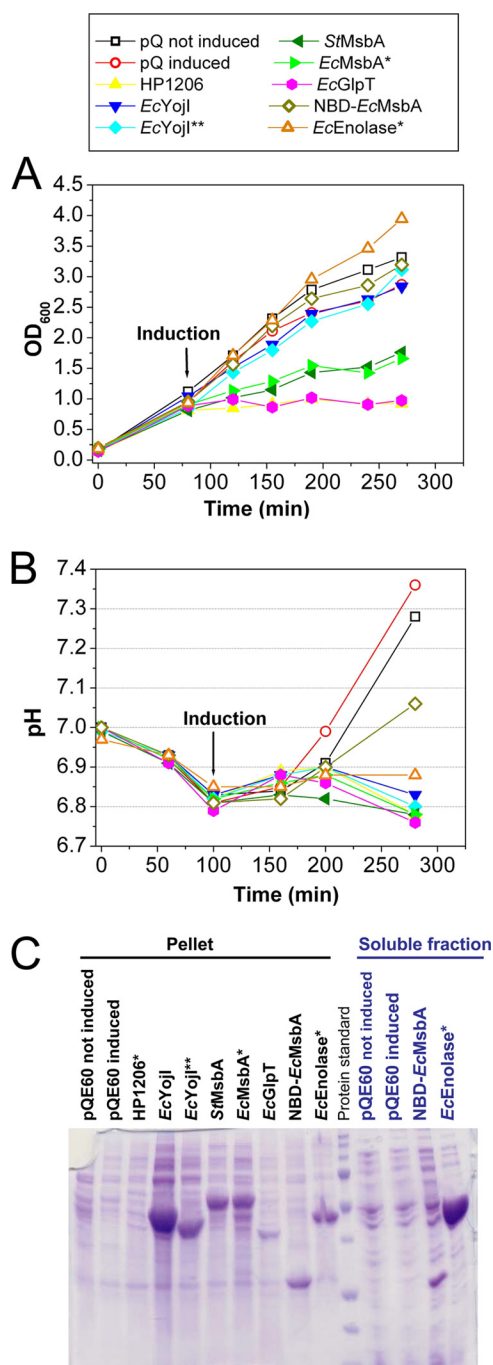 pQ not induced
pQ induced
HP1206
EcYojI
EcYojI**
StMsbA
EcMsbA*
EcGlpT
NBD-EcMsbA
EcEnolase*
A
4.5
4.0
3.5
3.0
2.5
2.0
1.5
1.0
0.5
0.0
OD600
Induction
0 50 100 150 200 250 300
Time (min)
B
7.4
7.3
7.2
7.1
7.0
6.9
6.8
6.7
pH
Induction
0 50 100 150 200 250 300
Time (min)
C
Pellet
Soluble fraction
pQE60 not induced
pQE60 induced
HP1206*
EcYojI
EcYojI**
StMsbA
EcMsbA*
EcGlpT
NBD-EcMsbA
EcEnolase*
Protein standard
pQE60 not induced
pQE60 induced
NBD-EcMsbA
EcEnolase*